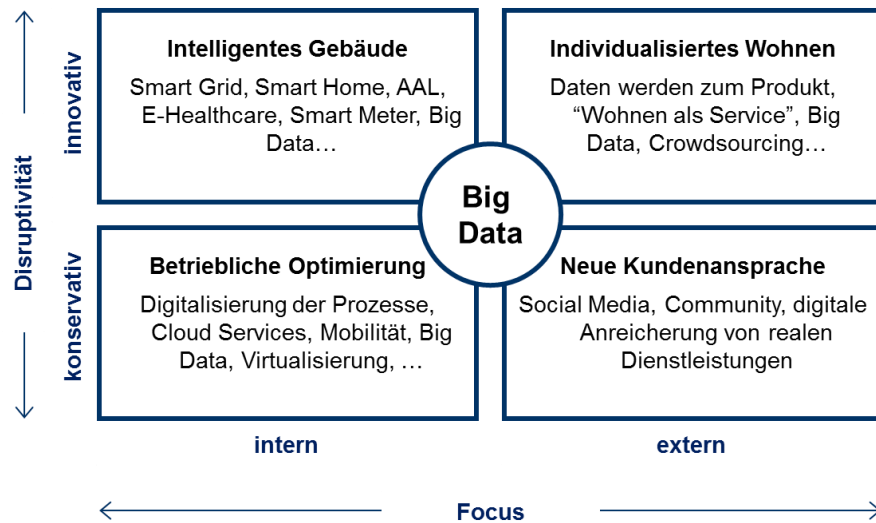 Intelligentes Gebäude
Smart Grid, Smart Home, AAL,
E-Healthcare, Smart Meter, Big
Data…
Individualisiertes Wohnen
Daten werden zum Produkt,
“Wohnen als Service”, Big
Data, Crowdsourcing…
Big
Data
Betriebliche Optimierung
Digitalisierung der Prozesse,
Cloud Services, Mobilität, Big
Data, Virtualisierung, …
Neue Kundenansprache
Social Media, Community, digitale
Anreicherung von realen
Dienstleistungen
Disruptivität
innovativ
konservativ
intern
extern
Focus